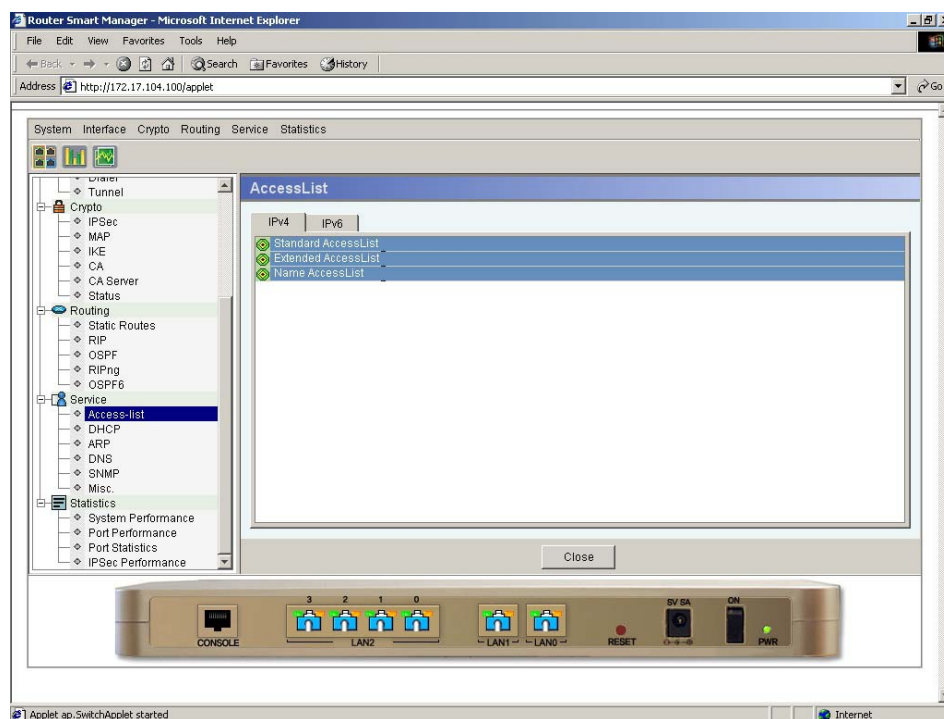 Router Smart Manager - Microsoft Internet Explorer
File Edit View Favorites Tools Help
Back Search Favorites History
Address http://172.17.104.100/applet Go
System Interface Crypto Routing Service Statistics
Dialer
Tunnel
Crypto
IPSec
MAP
IKE
CA
CA Server
Status
Routing
Static Routes
RIP
OSPF
RIPng
OSPF6
Service
Access-list
DHCP
ARP
DNS
SNMP
Misc.
Statistics
System Performance
Port Performance
Port Statistics
IPSec Performance
AccessList
IPv4 IPv6
Standard AccessList
Extended AccessList
Name AccessList
Close
3 2 1 0 5V 5A ON
CONSOLE LAN2 LAN1 LAN0 RESET PWR
Applet ap.SwitchApplet started Internet